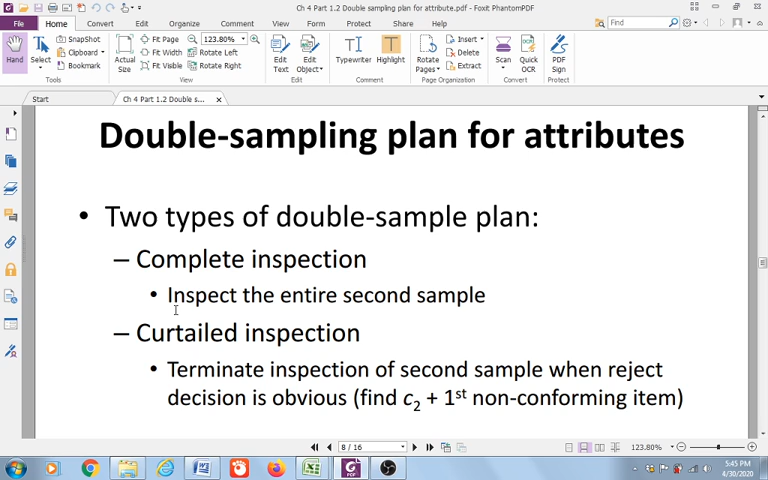 Ch 4 Part 1.2 Double sampling plan for attribute.pdf - Foxit PhantomPDF
File Home Convert Edit Organize Comment View Form Protect Share Help Find
Hand
Select
SnapShot
Clipboard
Bookmark
Tools
Actual Size
Fit Page
Fit Width
Fit Visible
123.80%
Rotate Left
Rotate Right
View
Edit Text
Edit Object
Edit
Typewriter
Highlight
Comment
Rotate Pages
Insert
Delete
Extract
Page Organization
Scan
Quick OCR
Convert
PDF Sign
Protect
Start
Ch 4 Part 1.2 Double s...
Double-sampling plan for attributes
• Two types of double-sample plan:
– Complete inspection
• Inspect the entire second sample
– Curtailed inspection
• Terminate inspection of second sample when reject
decision is obvious (find c2 + 1st non-conforming item)
8 / 16
123.80%
5:45 PM
4/30/2020